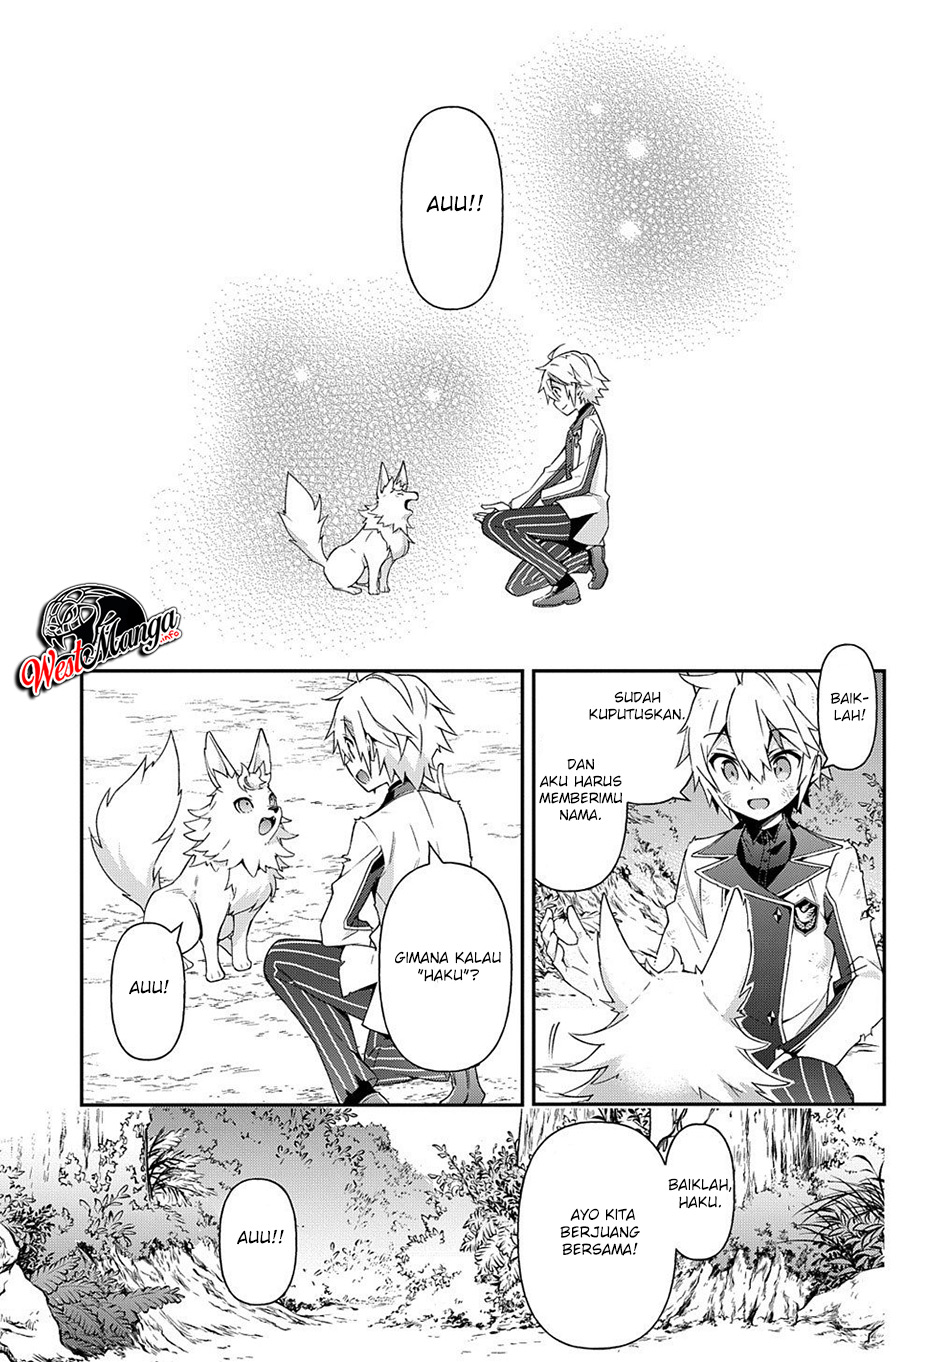 AUU!!
WestManga
.info
BAIK-
LAH!
SUDAH
KUPUTUSKAN.
DAN
AKU HARUS
MEMBERIMU
NAMA.
GIMANA KALAU
"HAKU"?
AUU!
BAIKLAH,
HAKU.
AYO KITA
BERJUANG
BERSAMA!
AUU!!